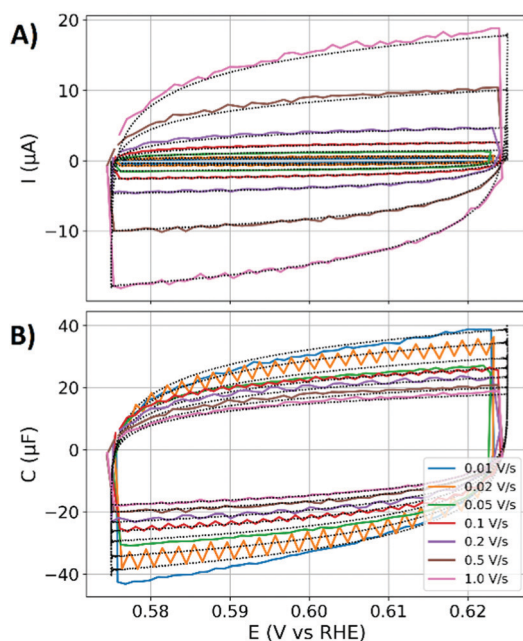 A)
20
10
0
−10
I (μA)
B)
40
20
0
−20
−40
C (μF)
0.01 V/s
0.02 V/s
0.05 V/s
0.1 V/s
0.2 V/s
0.5 V/s
1.0 V/s
0.58 0.59 0.60 0.61 0.62
E (V vs RHE)